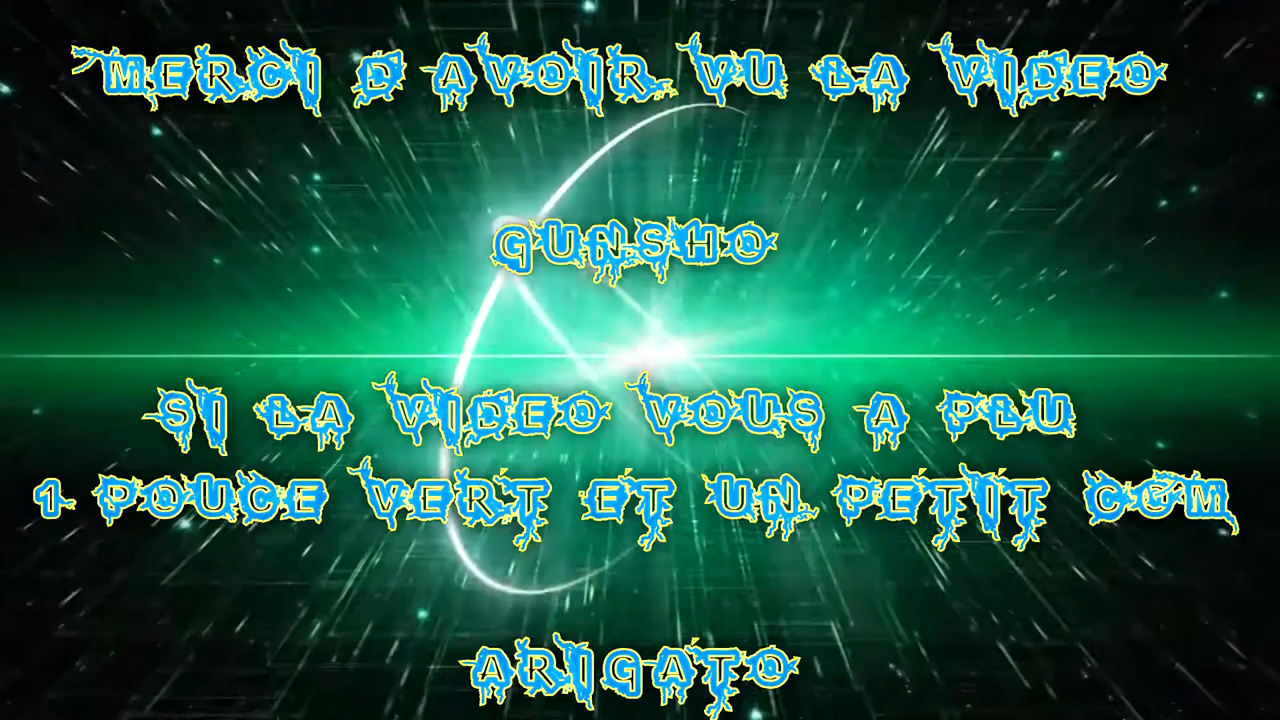 MERCI D AVOIR VU LA VIDEO
GUNSHO
SI LA VIDEO VOUS A PLU
1 POUCE VERT ET UN PETIT COM
ARIGATO